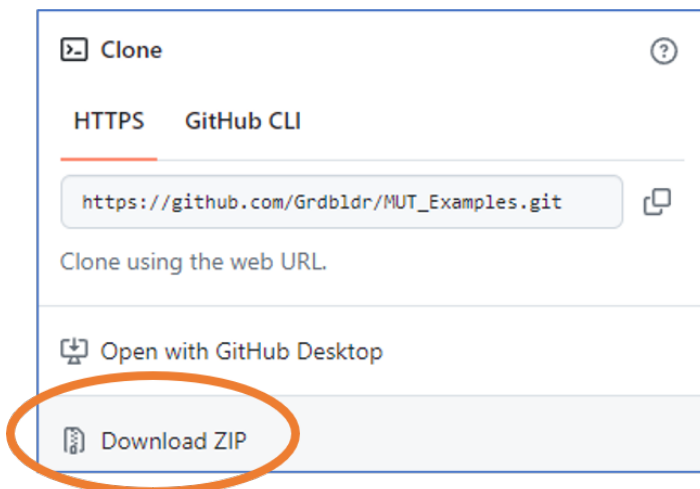 Clone
HTTPS GitHub CLI
https://github.com/Grdbldr/MUT_Examples.git
Clone using the web URL.
Open with GitHub Desktop
Download ZIP